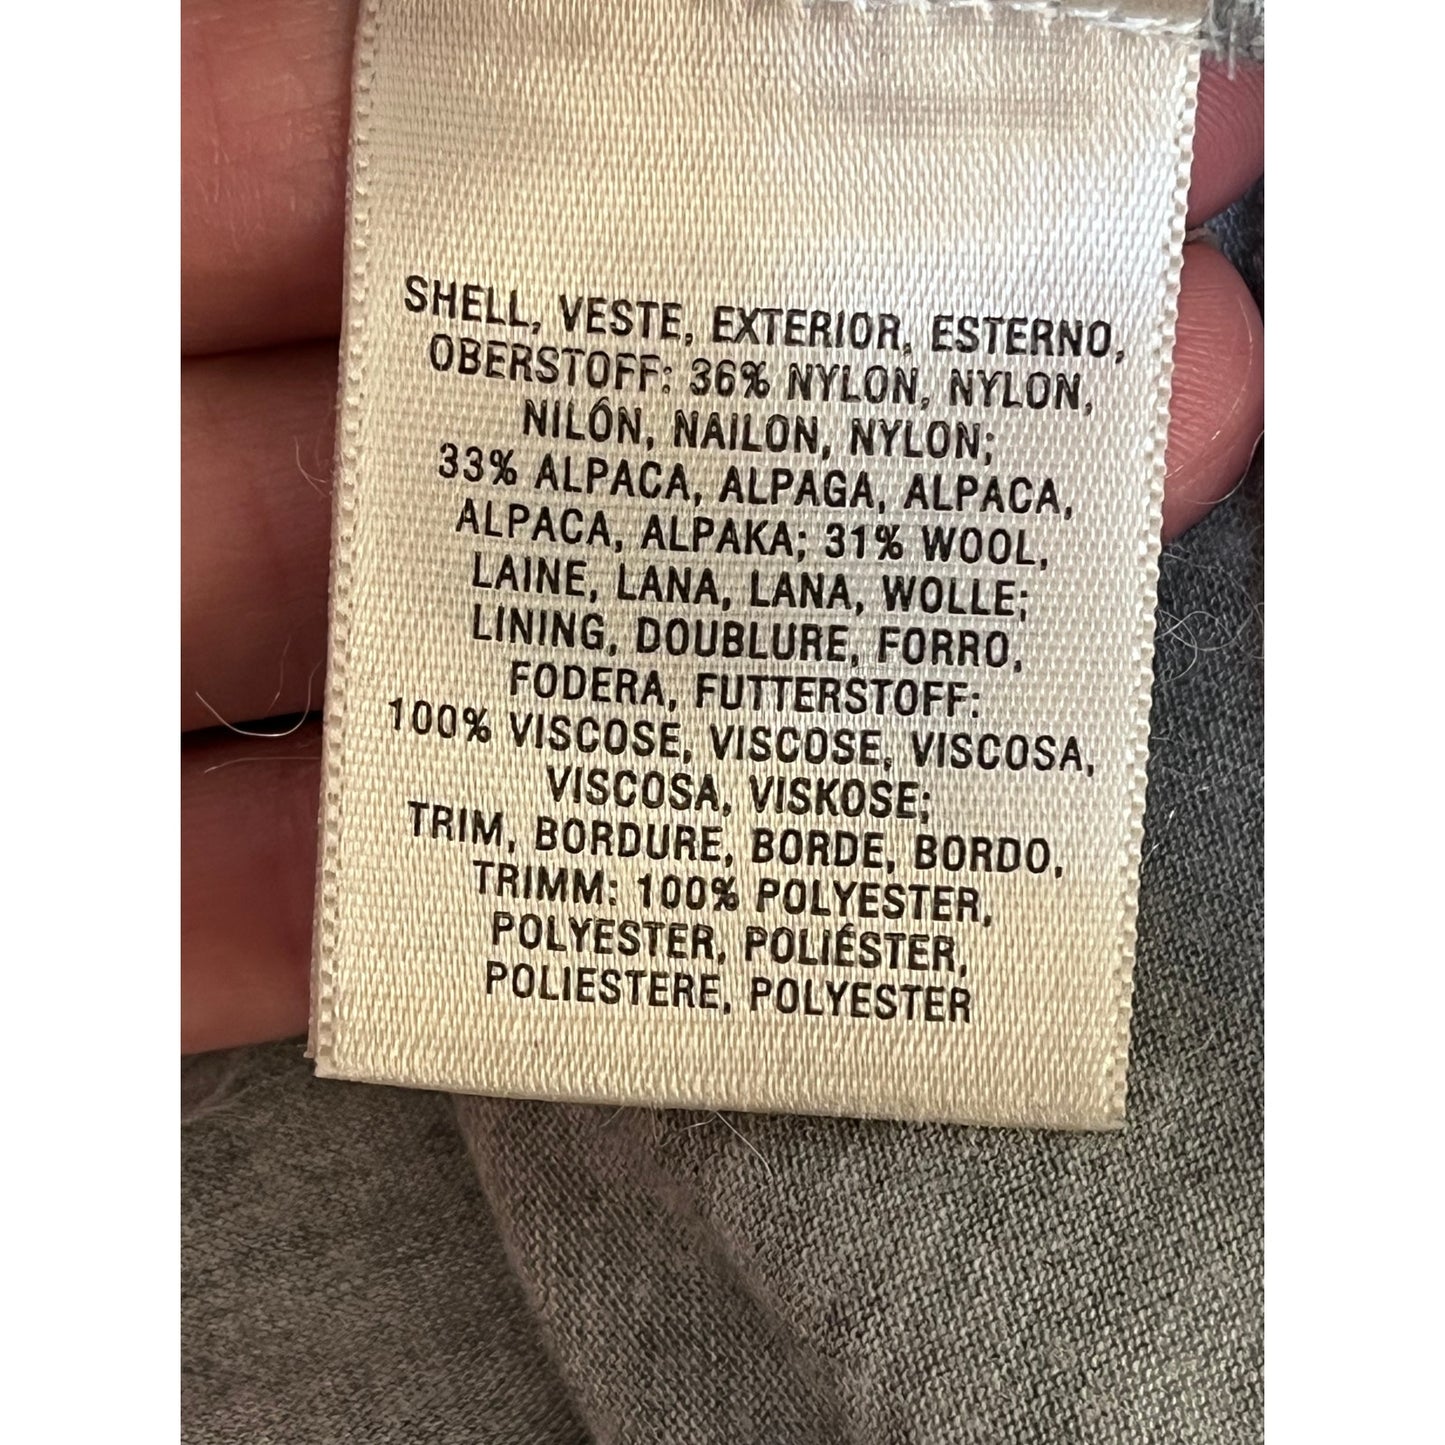 SHELL, VESTE, EXTERIOR, ESTERNO,
OBERSTOFF: 36% NYLON, NYLON,
NILÓN, NAILON, NYLON;
33% ALPACA, ALPAGA, ALPACA,
ALPACA, ALPAKA; 31% WOOL,
LAINE, LANA, LANA, WOLLE;
LINING, DOUBLURE, FORRO,
FODERA, FUTTERSTOFF:
100% VISCOSE, VISCOSE, VISCOSA,
VISCOSA, VISKOSE;
TRIM, BORDURE, BORDE, BORDO,
TRIMM: 100% POLYESTER,
POLYESTER, POLIÉSTER,
POLIESTERE, POLYESTER